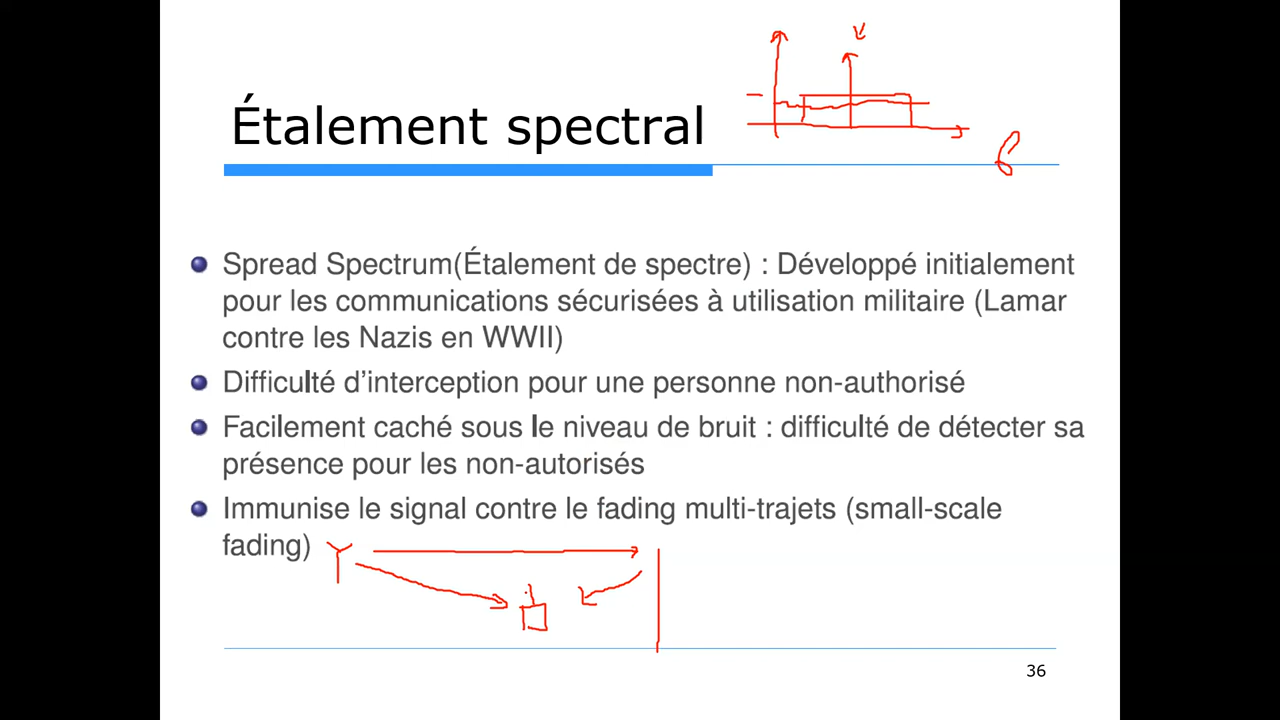 Étalement spectral
Spread Spectrum(Étalement de spectre) : Développé initialement
pour les communications sécurisées à utilisation militaire (Lamar
contre les Nazis en WWII)
Difficulté d'interception pour une personne non-authorisé
Facilement caché sous le niveau de bruit : difficulté de détecter sa
présence pour les non-autorisés
Immunise le signal contre le fading multi-trajets (small-scale
fading)
36